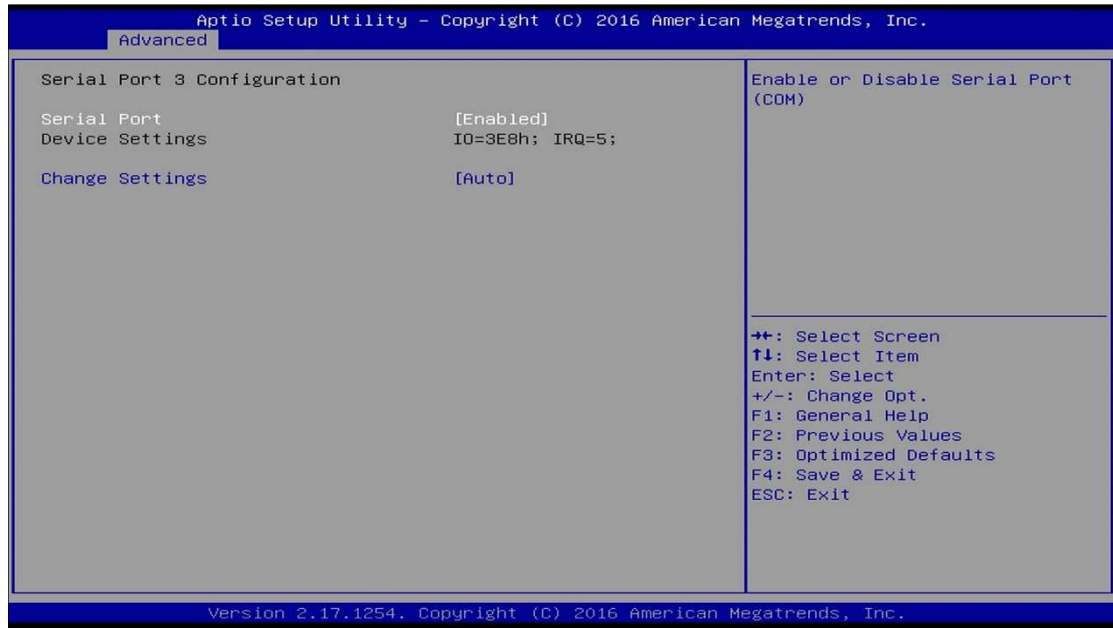 Aptio Setup Utility – Copyright (C) 2016 American Megatrends, Inc.
Advanced
Serial Port 3 Configuration
Serial Port [Enabled]
Device Settings IO=3E8h; IRQ=5;
Change Settings [Auto]
Enable or Disable Serial Port
(COM)
→←: Select Screen
↑↓: Select Item
Enter: Select
+/-: Change Opt.
F1: General Help
F2: Previous Values
F3: Optimized Defaults
F4: Save & Exit
ESC: Exit
Version 2.17.1254. Copyright (C) 2016 American Megatrends, Inc.